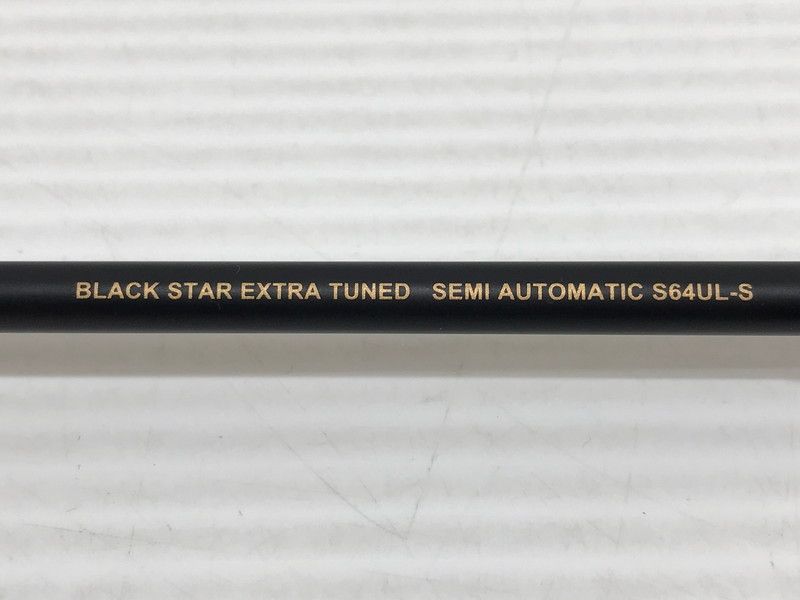 BLACK STAR EXTRA TUNED SEMI AUTOMATIC S64UL-S